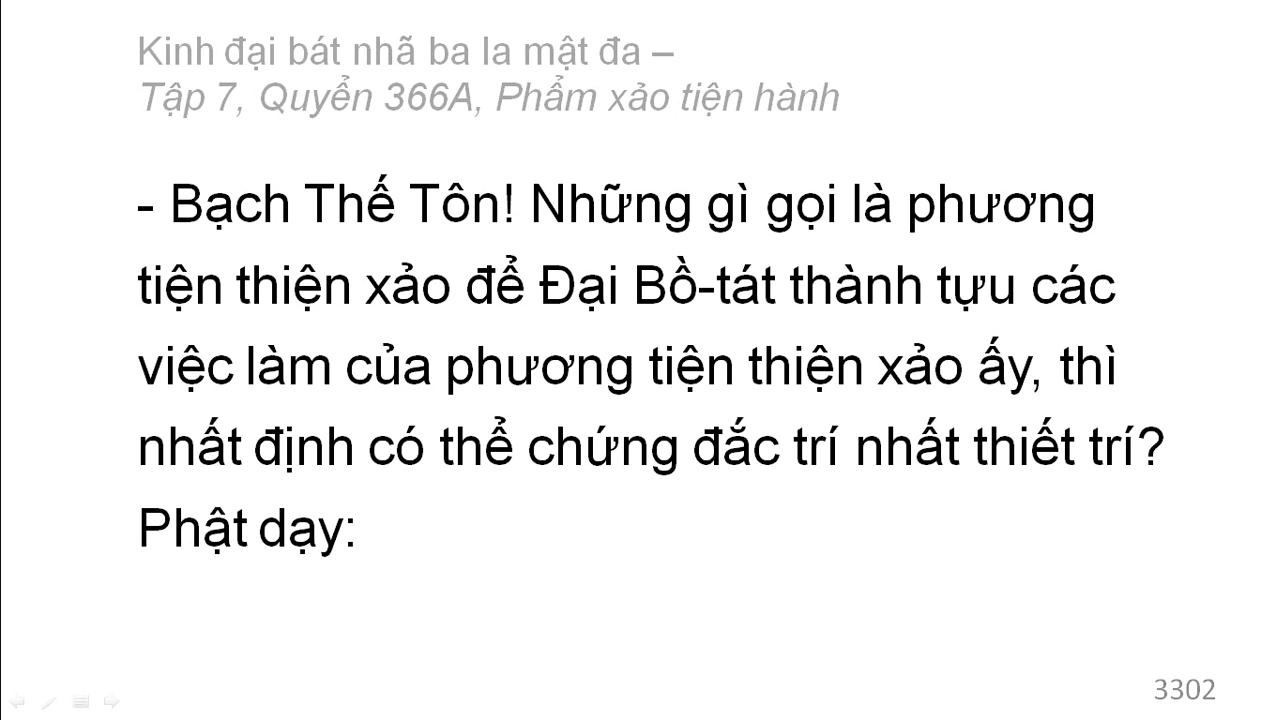 Kinh đại bát nhã ba la mật đa –
Tập 7, Quyển 366A, Phẩm xảo tiện hành
- Bạch Thế Tôn! Những gì gọi là phương
tiện thiện xảo để Đại Bồ-tát thành tựu các
việc làm của phương tiện thiện xảo ấy, thì
nhất định có thể chứng đắc trí nhất thiết trí?
Phật dạy:
3302